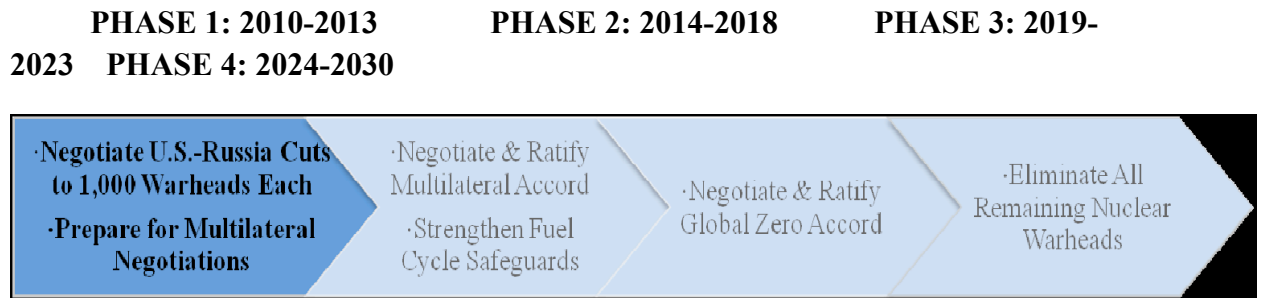 PHASE 1: 2010-2013 PHASE 2: 2014-2018 PHASE 3: 2019-
2023 PHASE 4: 2024-2030
·Negotiate U.S.-Russia Cuts
to 1,000 Warheads Each
·Prepare for Multilateral
Negotiations
·Negotiate & Ratify
Multilateral Accord
·Strengthen Fuel
Cycle Safeguards
·Negotiate & Ratify
Global Zero Accord
·Eliminate All
Remaining Nuclear
Warheads